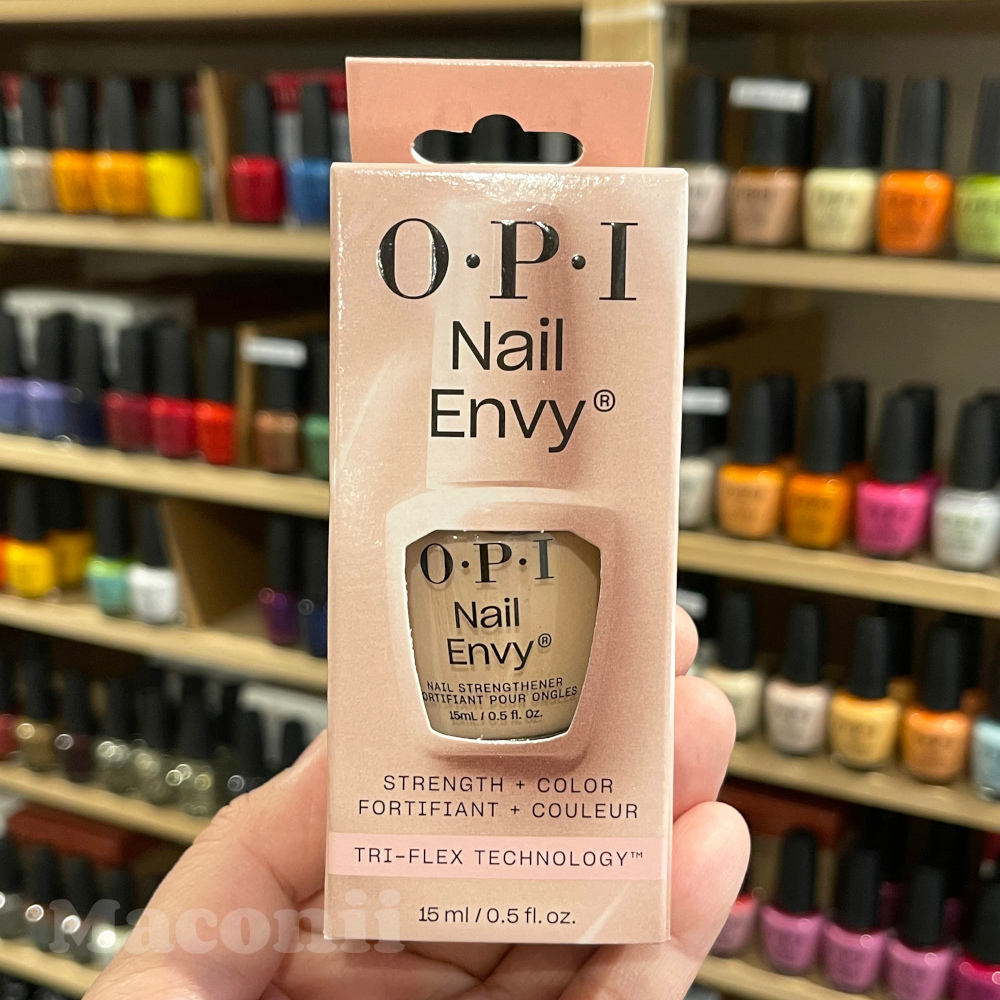 O·P·I
Nail
Envy®
O·P·I
Nail
Envy®
NAIL STRENGTHENER
ORTIFIANT POUR ONGLES
15mL / 0.5 fl. Oz.
STRENGTH + COLOR
FORTIFIANT + COULEUR
TRI-FLEX TECHNOLOGY™
15 ml / 0.5 fl. oz.
Maconii